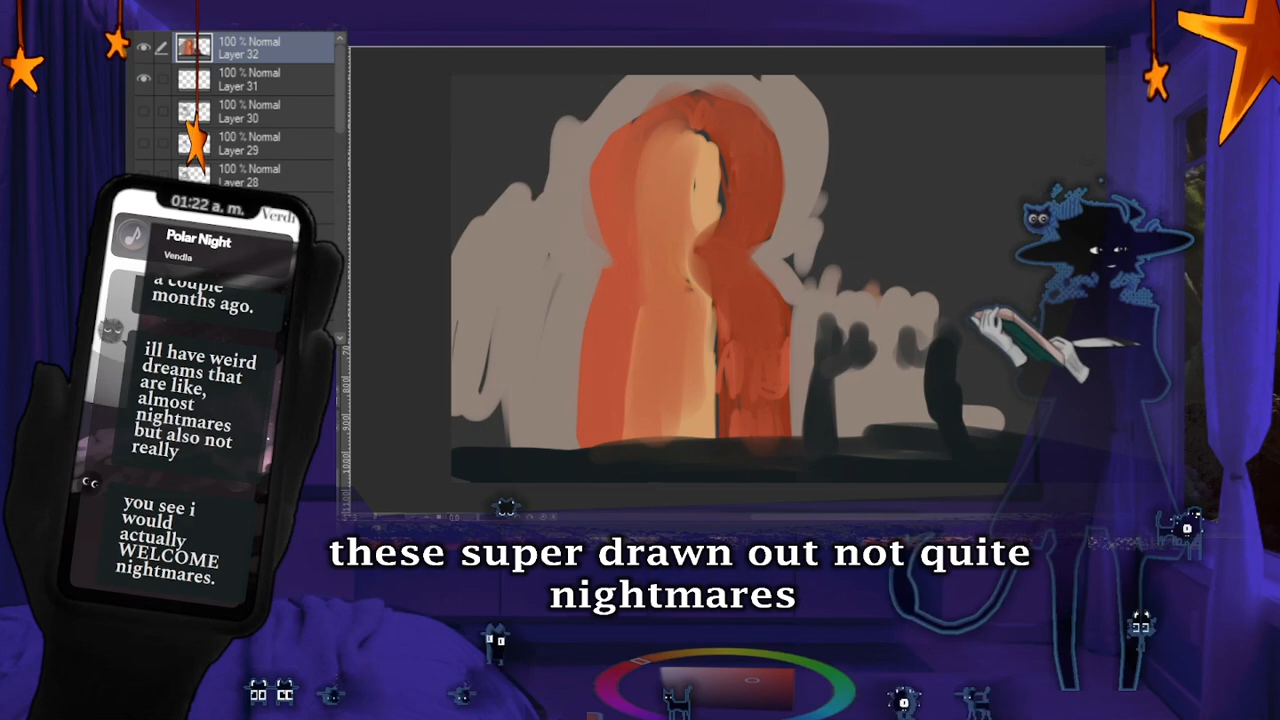 100 % Normal
Layer 32
100 % Normal
Layer 31
100 % Normal
Layer 30
100 % Normal
Layer 29
100 % Normal
Layer 28
01:22 a. m.
Verdi
Polar Night
Vendla
a couple
months ago.
ill have weird
dreams that
are like,
almost
nightmares
but also not
really
you see i
would
actually
WELCOME
nightmares.
these super drawn out not quite
nightmares